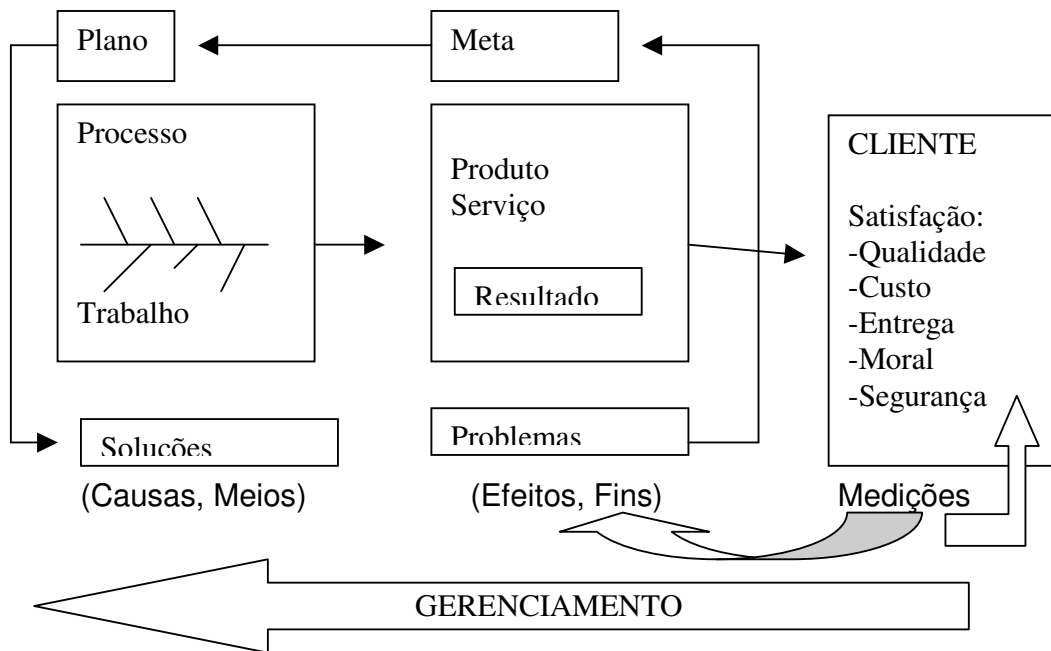 Plano
Meta
Processo
Trabalho
Produto
Serviço
Resultado
CLIENTE
Satisfação:
-Qualidade
-Custo
-Entrega
-Moral
-Segurança
Soluções
Problemas
(Causas, Meios)
(Efeitos, Fins)
Medições
GERENCIAMENTO